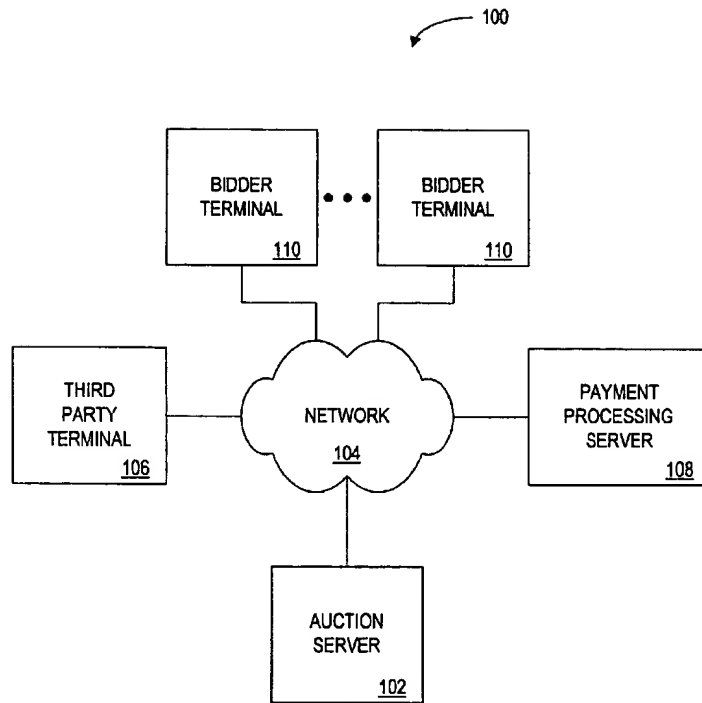 100
BIDDER
TERMINAL
110
BIDDER
TERMINAL
110
THIRD
PARTY
TERMINAL
106
NETWORK
104
PAYMENT
PROCESSING
SERVER
108
AUCTION
SERVER
102